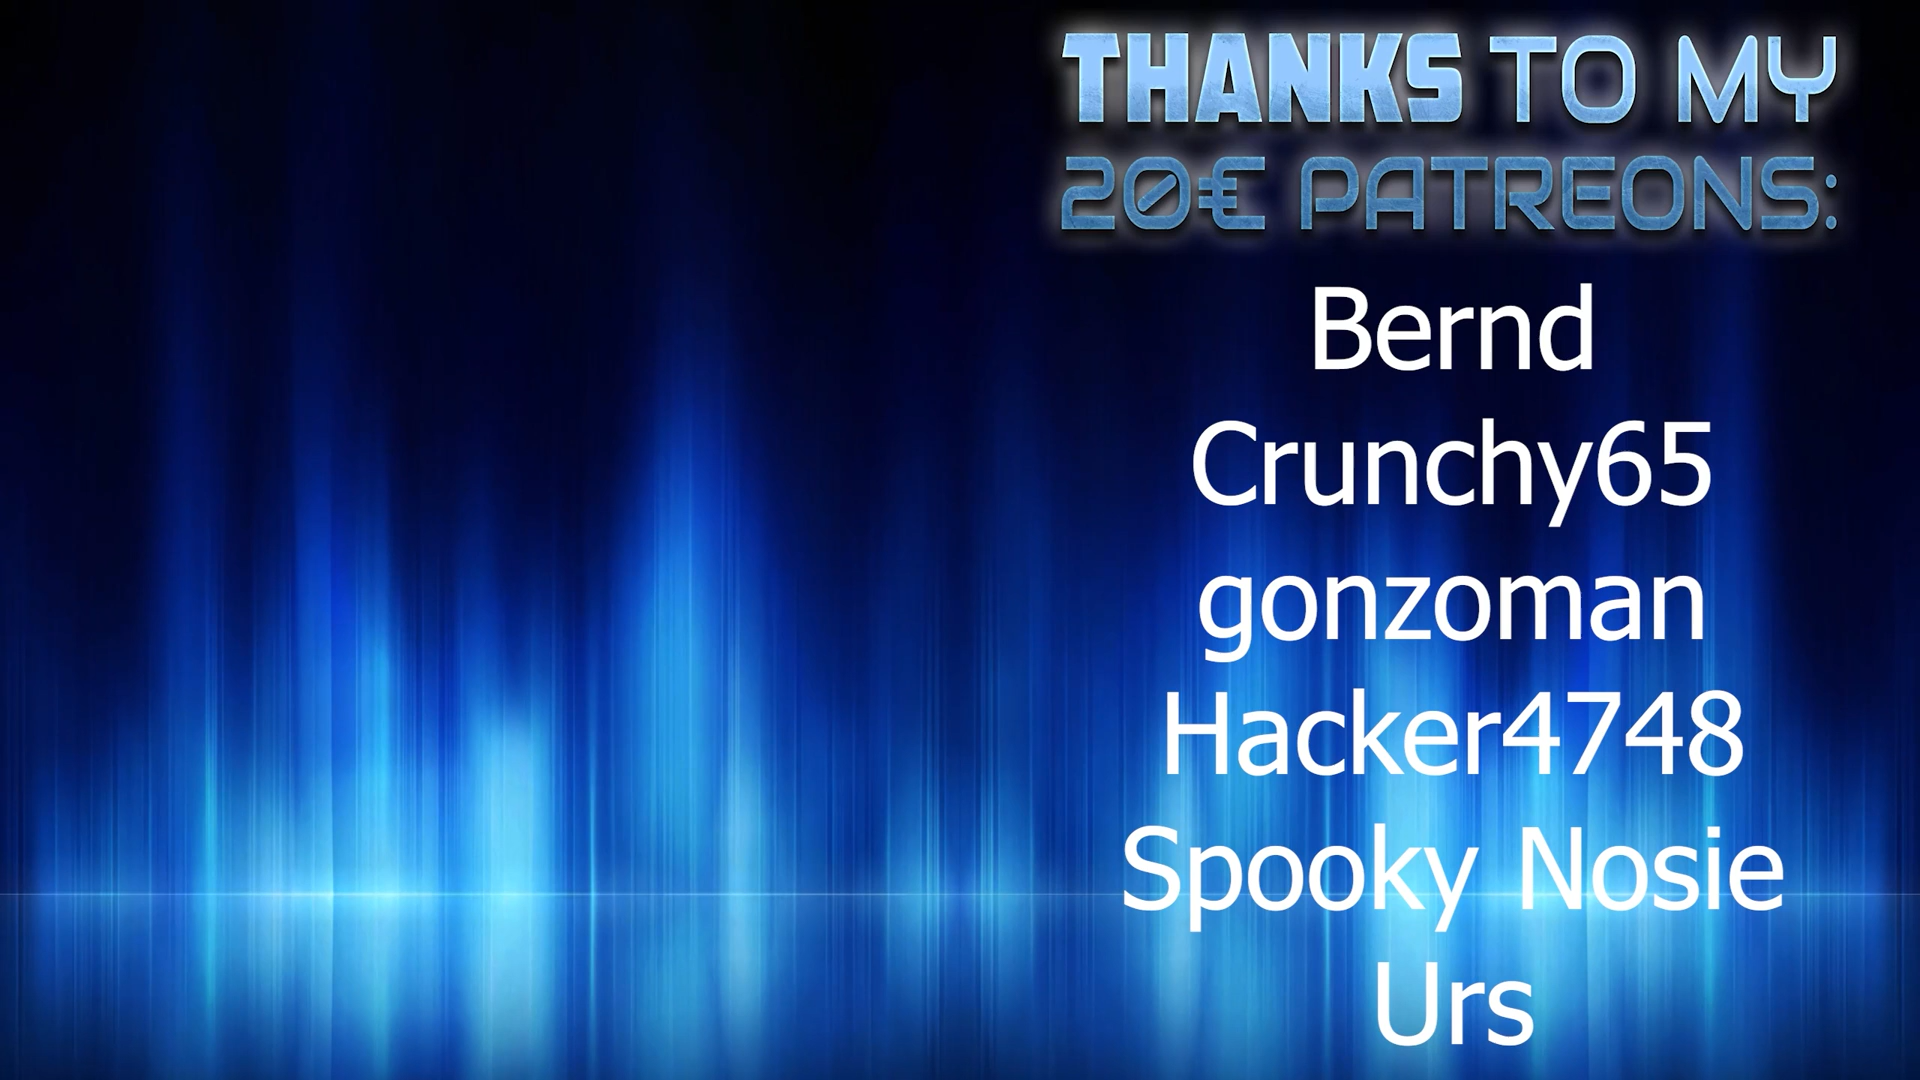 THANKS TO MY
20€ PATREONS:
Bernd
Crunchy65
gonzoman
Hacker4748
Spooky Nosie
Urs